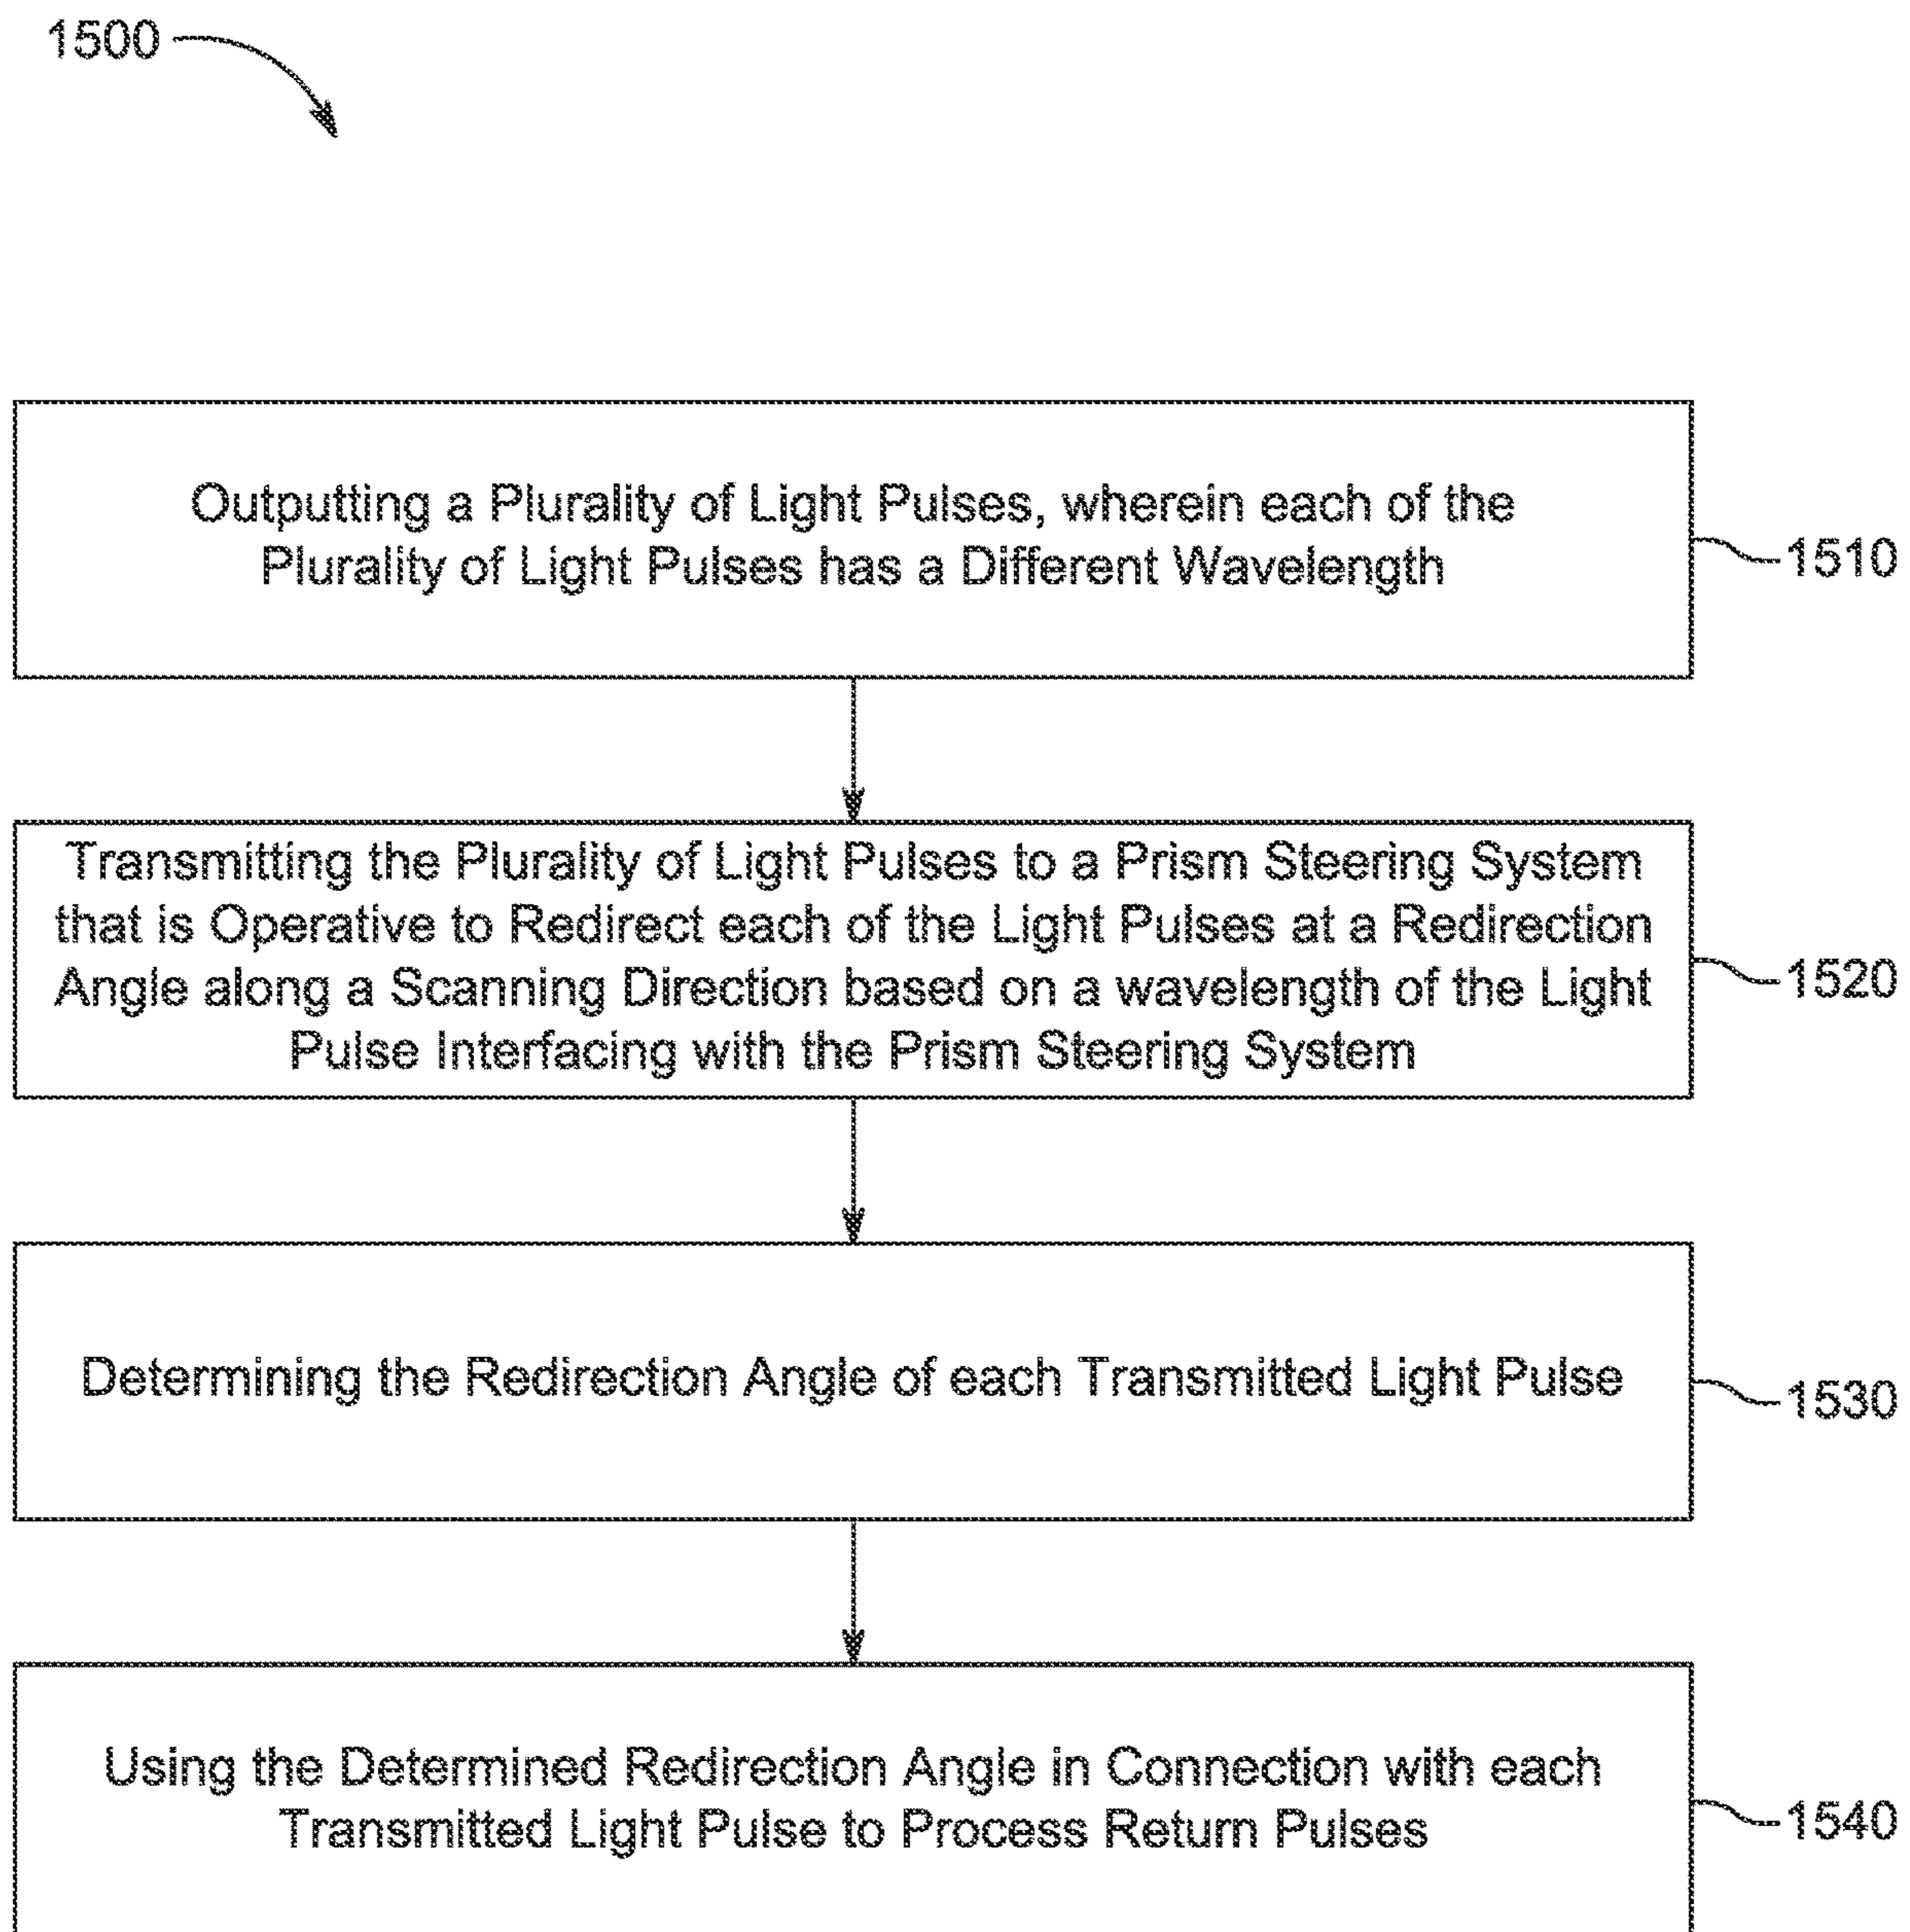 1500
Outputting a Plurality of Light Pulses, wherein each of the
Plurality of Light Pulses has a Different Wavelength
1510
Transmitting the Plurality of Light Pulses to a Prism Steering System
that is Operative to Redirect each of the Light Pulses at a Redirection
Angle along a Scanning Direction based on a wavelength of the Light
Pulse Interfacing with the Prism Steering System
1520
Determining the Redirection Angle of each Transmitted Light Pulse
1530
Using the Determined Redirection Angle in Connection with each
Transmitted Light Pulse to Process Return Pulses
1540